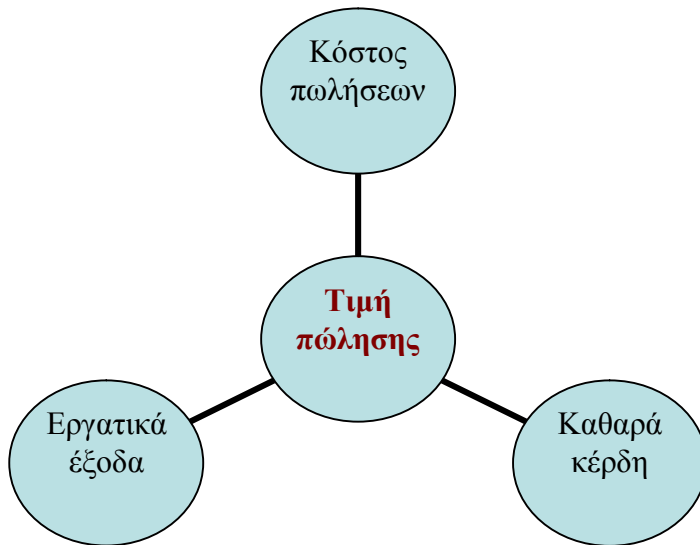 Κόστος
πωλήσεων
Τιμή
πώλησης
Εργατικά
έξοδα
Καθαρά
κέρδη